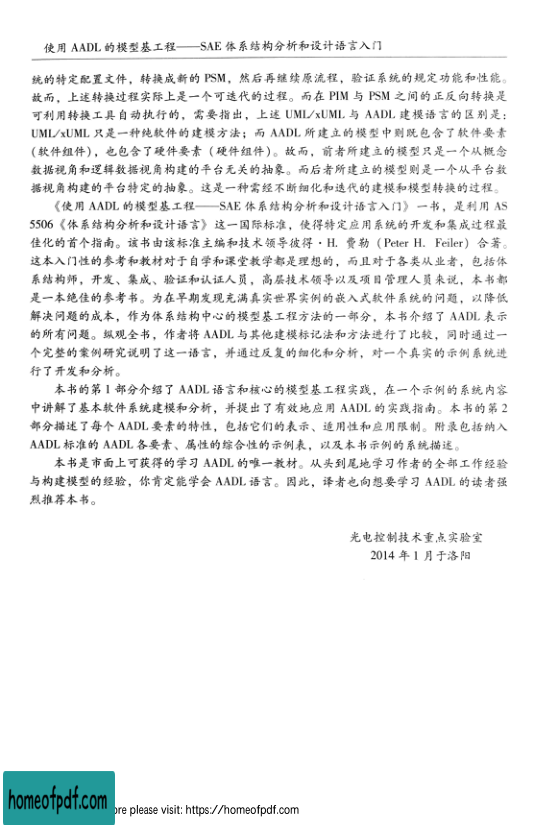 使用 AADL 的模型基工程——SAE 体系结构分析和设计语言入门
统的特定配置文件，转换成新的 PSM，然后再继续原流程，验证系统的规定功能和性能。
故而，上述转换过程实际上是一个可迭代的过程。而在 PIM 与 PSM 之间的正反向转换是
可利用转换工具自动执行的，需要指出，上述 UML/xUML 与 AADL 建模语言的区别是：
UML/xUML 只是一种纯软件的建模方法；而 AADL 所建立的模型中则既包含了软件要素
（软件组件），也包含了硬件要素（硬件组件）。故而，前者所建立的模型只是一个从概念
数据视角和逻辑数据视角构建的平台无关的抽象。而后者所建立的模型则是一个从平台数
据视角构建的平台特定的抽象。这是一种需经不断细化和迭代的建模和模型转换的过程。
《使用 AADL 的模型基工程——SAE 体系结构分析和设计语言入门》一书，是利用 AS
5506《体系结构分析和设计语言》这一国际标准，使得特定应用系统的开发和集成过程最
佳化的首个指南。该书由该标准主编和技术领导彼得·H. 费勒（Peter H. Feiler）合著。
这本入门性的参考和教材对于自学和课堂教学都是理想的，而且对于各类从业者，包括体
系结构师，开发、集成、验证和认证人员，高层技术领导以及项目管理人员来说，本书都
是一本绝佳的参考书。为在早期发现充满真实世界实例的嵌入式软件系统的问题，以降低
解决问题的成本，作为体系结构中心的模型基工程方法的一部分，本书介绍了 AADL 表示
的所有问题。纵观全书，作者将 AADL 与其他建模标记法和方法进行了比较，同时通过一
个完整的案例研究说明了这一语言，并通过反复的细化和分析，对一个真实的示例系统进
行了开发和分析。
本书的第 1 部分介绍了 AADL 语言和核心的模型基工程实践，在一个示例的系统内容
中讲解了基本软件系统建模和分析，并提出了有效地应用 AADL 的实践指南。本书的第 2
部分描述了每个 AADL 要素的特性，包括它们的表示、适用性和应用限制。附录包括纳入
AADL 标准的 AADL 各要素、属性的综合性的示例表，以及本书示例的系统描述。
本书是市面上可获得的学习 AADL 的唯一教材。从头到尾地学习作者的全部工作经验
与构建模型的经验，你肯定能学会 AADL 语言。因此，译者也向想要学习 AADL 的读者强
烈推荐本书。
光电控制技术重点实验室
2014 年 1 月于洛阳
homeofpdf.com
ore please visit: https://homeofpdf.com